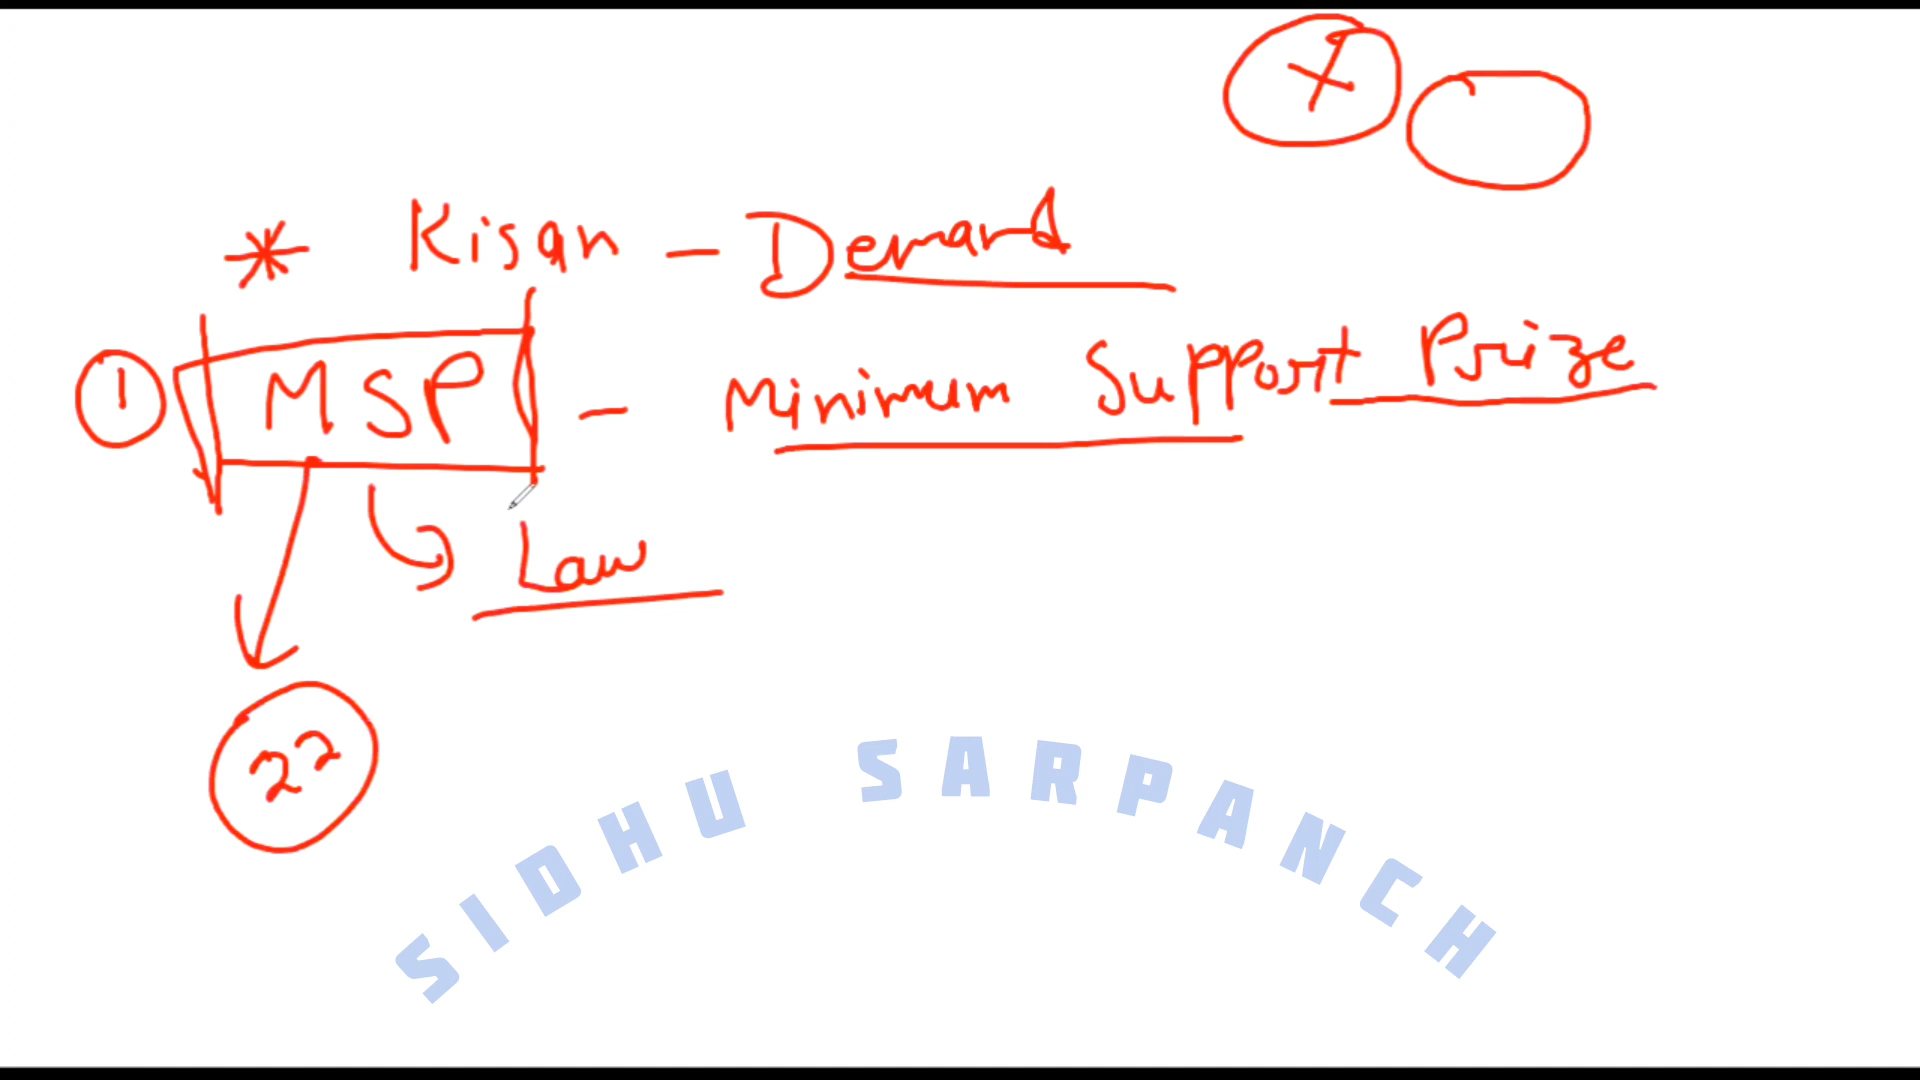 * Kisan - Demand
1 MSP - Minimum Support Prize
Law
22
SIDHU SARPANCH